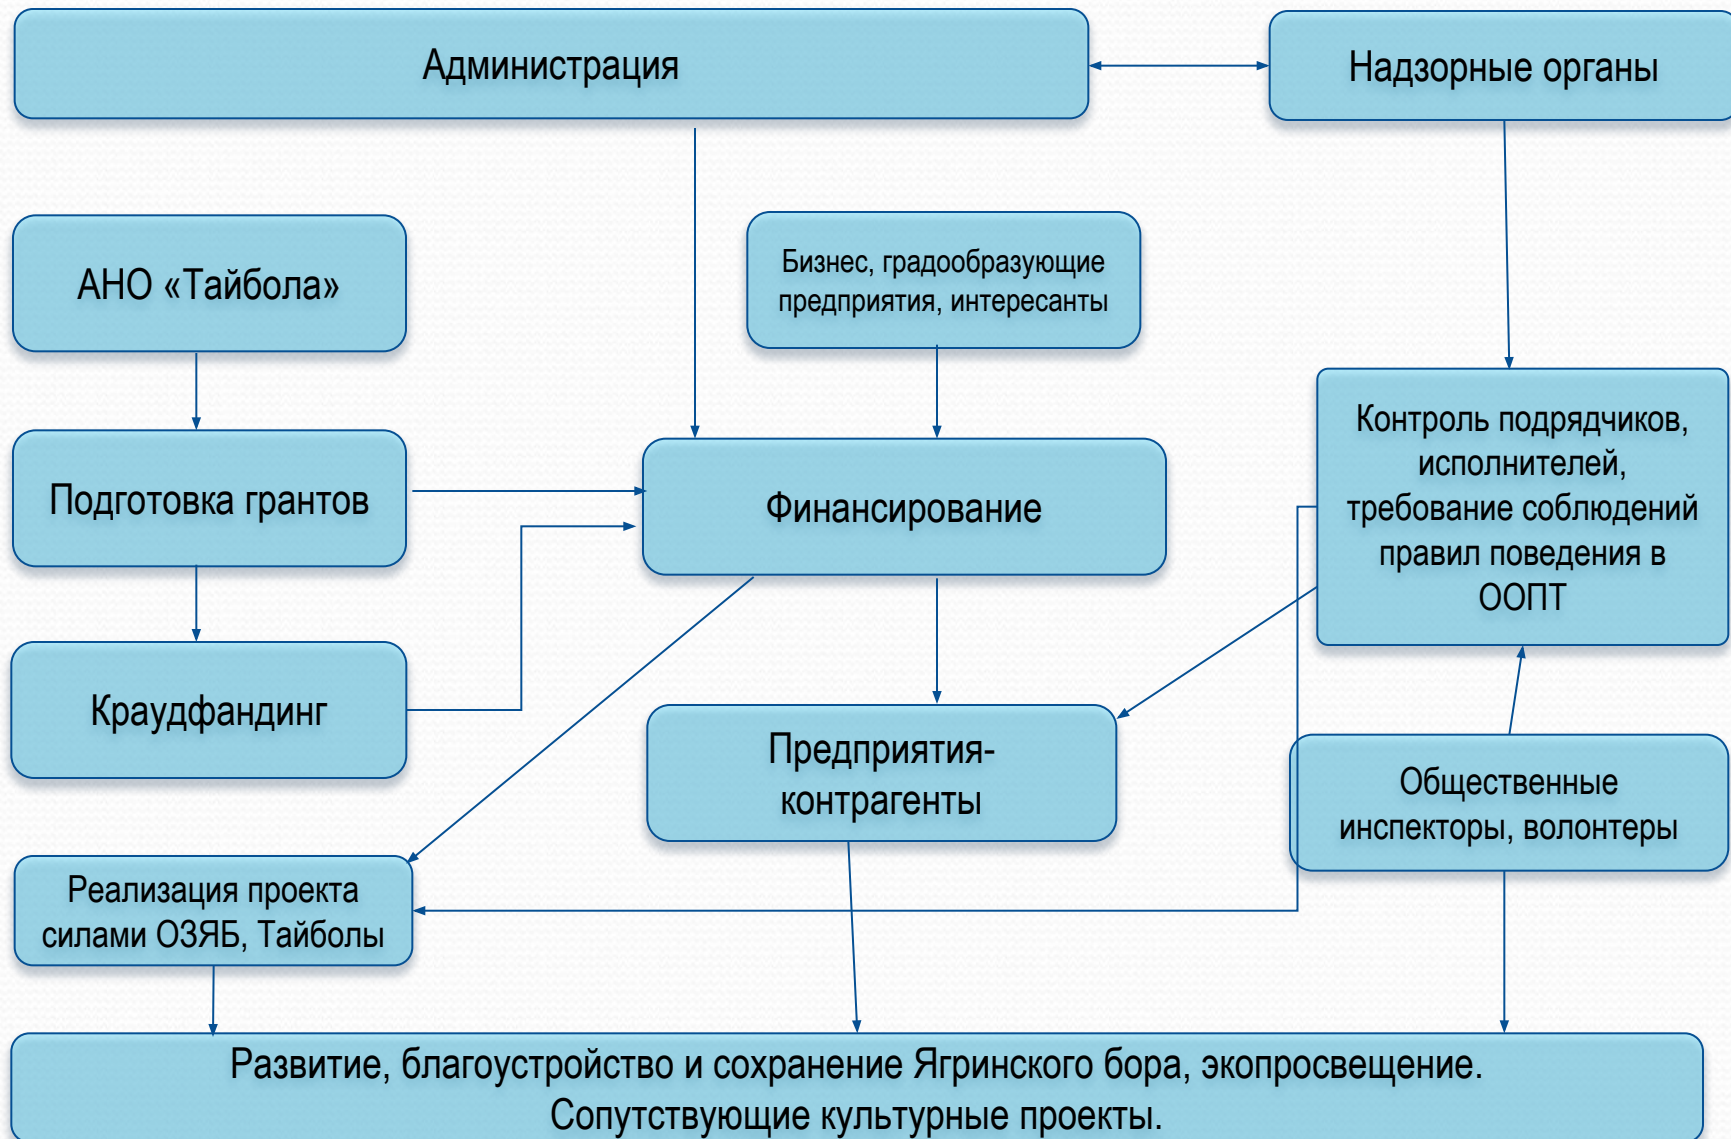 Администрация
Надзорные органы
АНО «Тайбола»
Бизнес, градообразующие
предприятия, интересанты
Контроль подрядчиков,
исполнителей,
требование соблюдений
правил поведения в
ООПТ
Подготовка грантов
Финансирование
Краудфандинг
Предприятия-
контрагенты
Общественные
инспекторы, волонтеры
Реализация проекта
силами ОЗЯБ, Тайболы
Развитие, благоустройство и сохранение Ягринского бора, экопросвещение.
Сопутствующие культурные проекты.